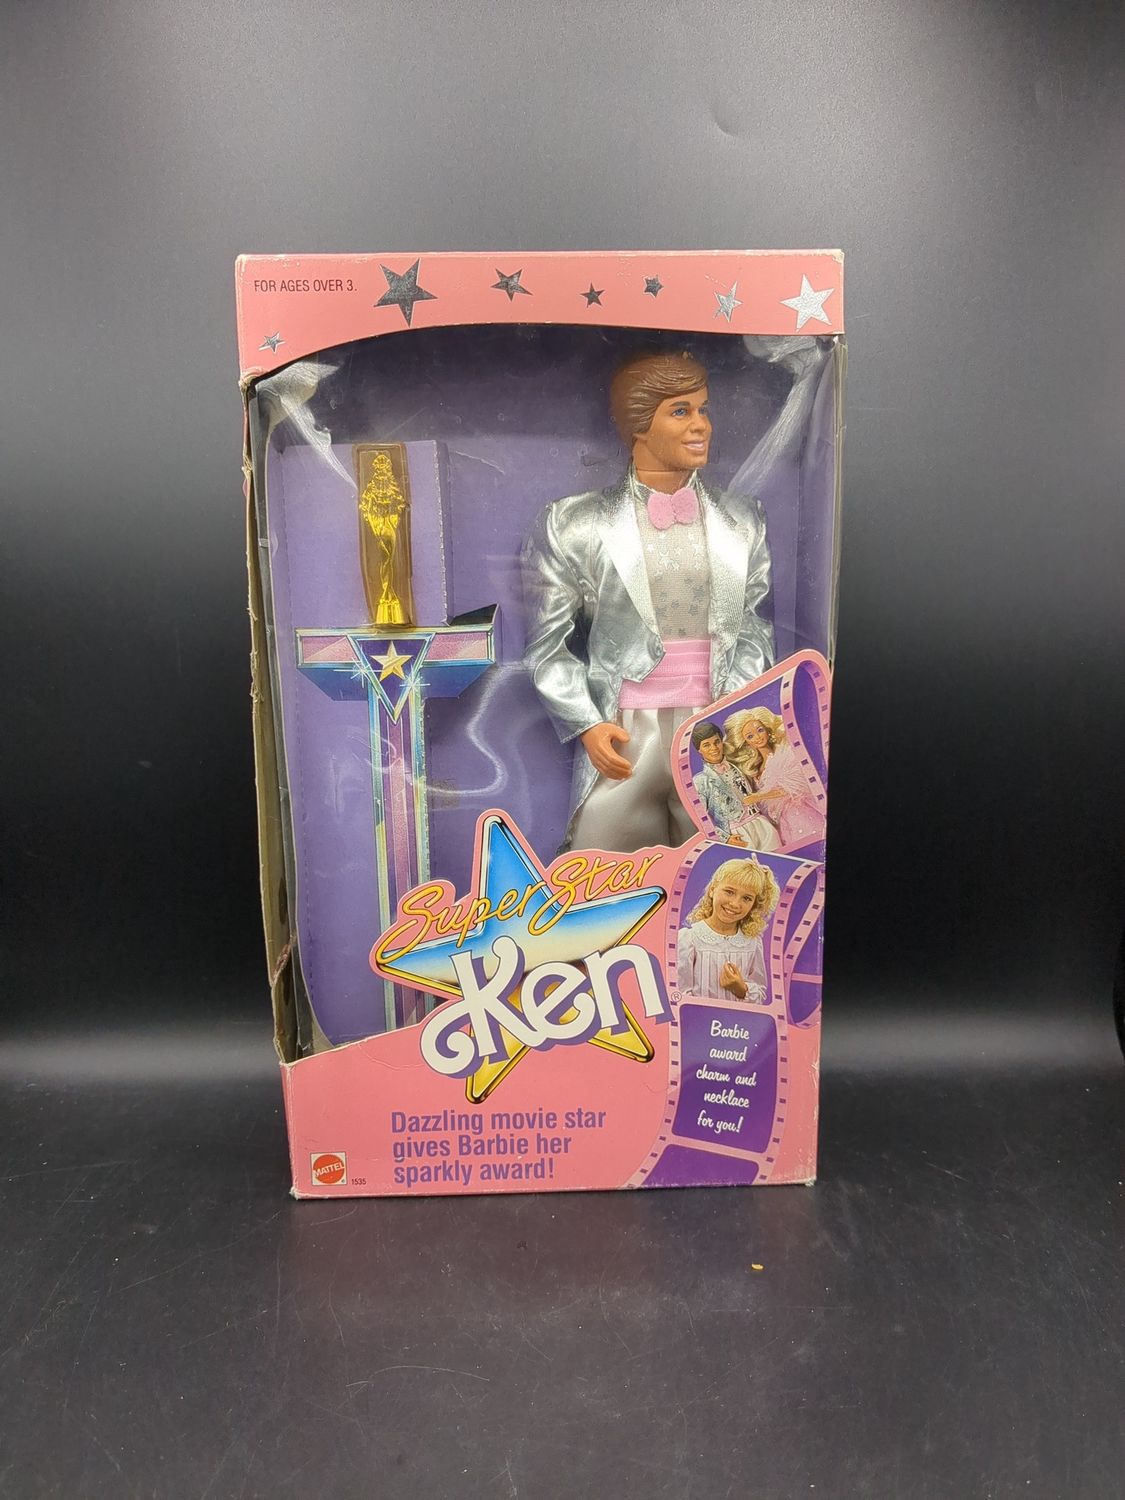 FOR AGES OVER 3.
Super Star
Ken®
Barbie
award
charm and
necklace
for you!
Dazzling movie star
gives Barbie her
sparkly award!
MATTEL®
1535